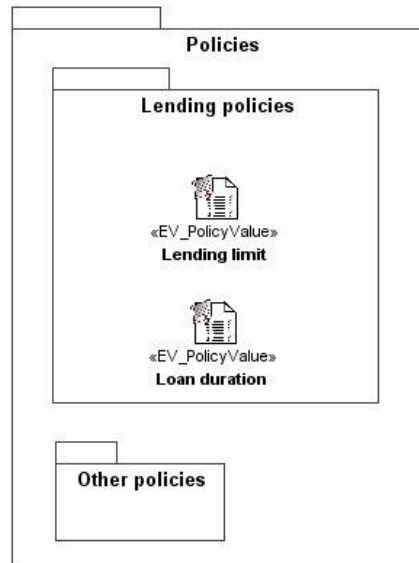 Policies
Lending policies
«EV_PolicyValue»
Lending limit
«EV_PolicyValue»
Loan duration
Other policies